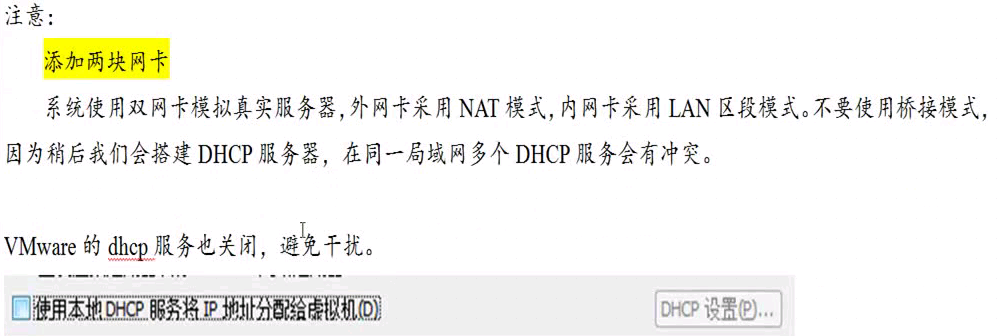 注意：
添加两块网卡
系统使用双网卡模拟真实服务器，外网卡采用 NAT 模式，内网卡采用 LAN 区段模式。不要使用桥接模式，
因为稍后我们会搭建 DHCP 服务器，在同一局域网多个 DHCP 服务会有冲突。
VMware 的 dhcp 服务也关闭，避免干扰。
使用本地 DHCP 服务将 IP 地址分配给虚拟机(D)
DHCP 设置(P)...